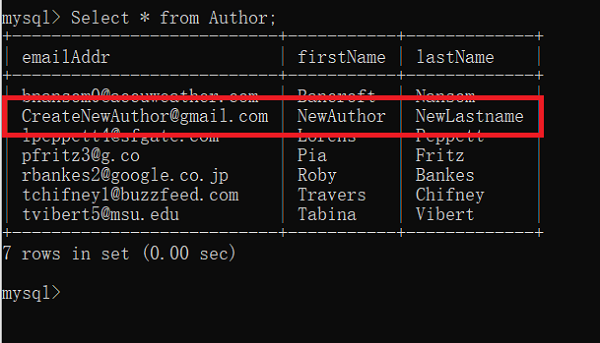 mysql> Select * from Author;
emailAddr | firstName | lastName
bnansom0@accuweather.com | Bancroft | Nansom
CreateNewAuthor@gmail.com | NewAuthor | NewLastname
lpeppett4@sfgate.com | Lorens | Peppett
pfritz3@g.co | Pia | Fritz
rbankes2@google.co.jp | Roby | Bankes
tchifney1@buzzfeed.com | Travers | Chifney
tvibert5@msu.edu | Tabina | Vibert
7 rows in set (0.00 sec)
mysql>